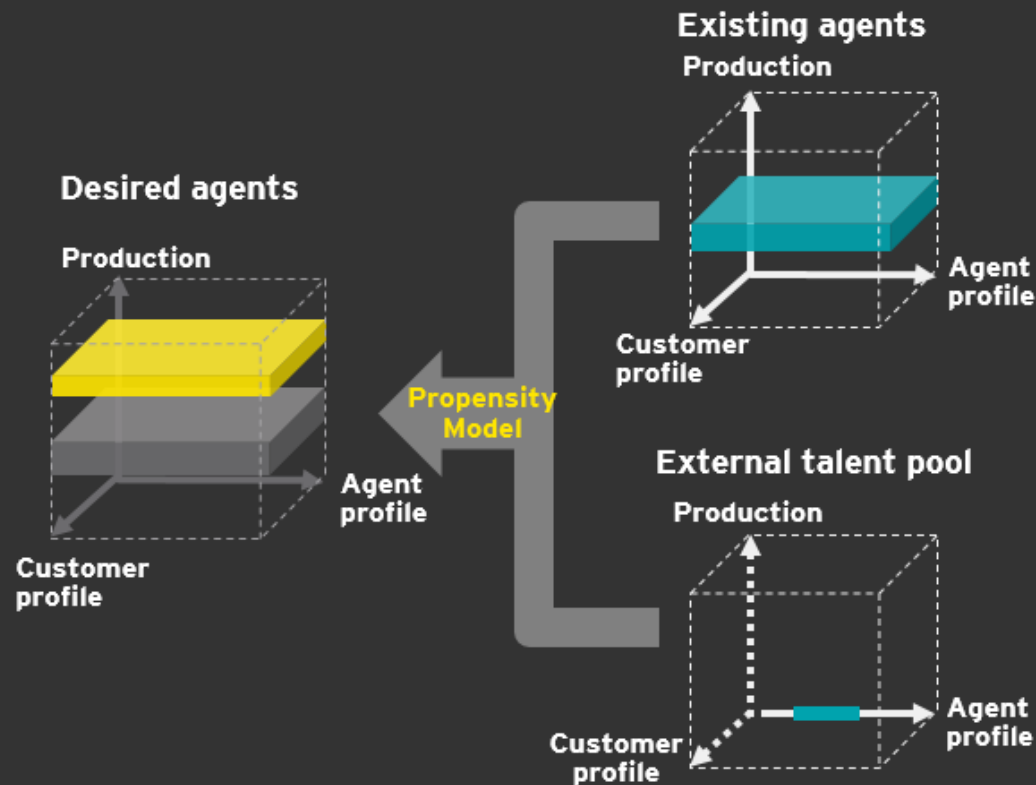 Existing agents
Production
Agent
profile
Customer
profile
Desired agents
Production
Agent
profile
Customer
profile
Propensity
Model
External talent pool
Production
Agent
profile
Customer
profile